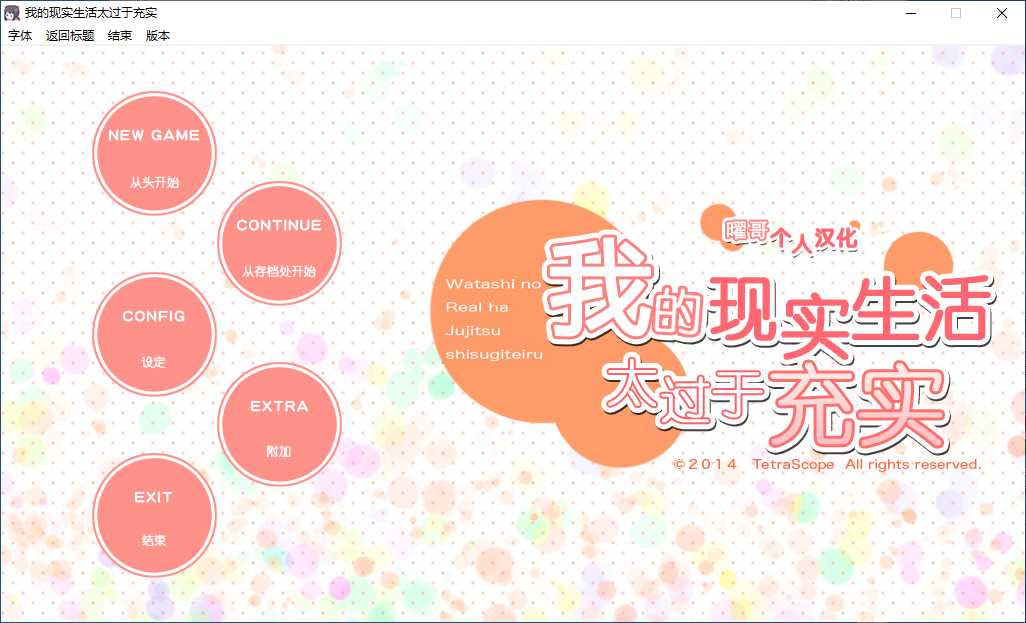 我的现实生活太过于充实
字体 返回标题 结束 版本
NEW GAME
从头开始
CONTINUE
从存档处开始
CONFIG
设定
EXTRA
附加
EXIT
结束
曜哥个人汉化
Watashi no
Real ha
Jujitsu
shisugiteiru
我的现实生活
太过于充实
©2014 TetraScope All rights reserved.